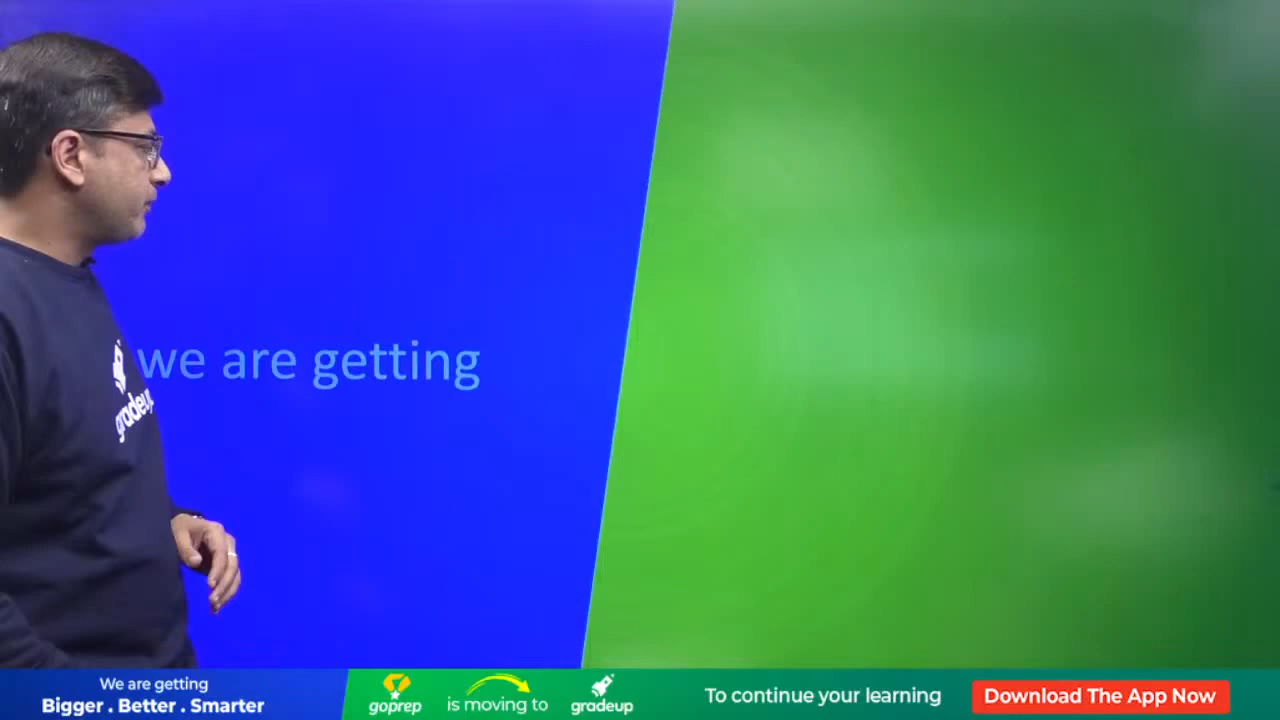 we are getting
gradeup
We are getting
Bigger . Better . Smarter
goprep
is moving to
gradeup
To continue your learning
Download The App Now